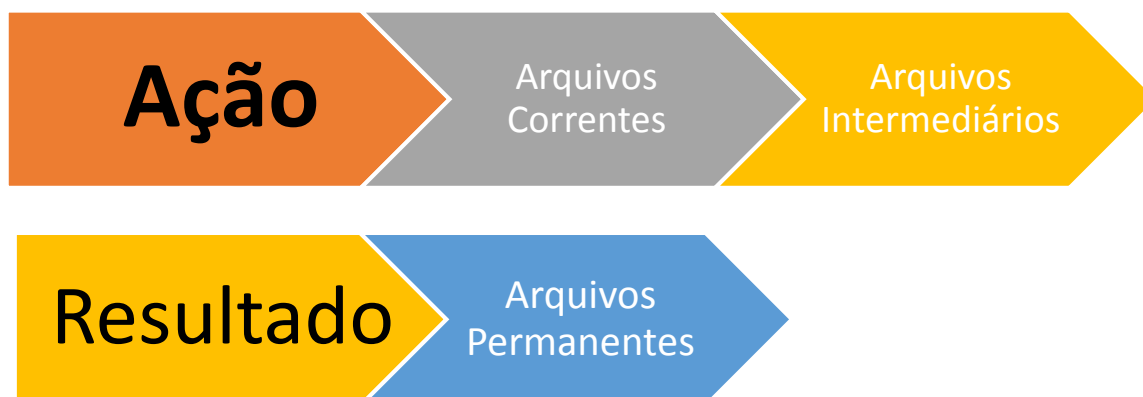 Ação
Arquivos
Correntes
Arquivos
Intermediários
Resultado
Arquivos
Permanentes